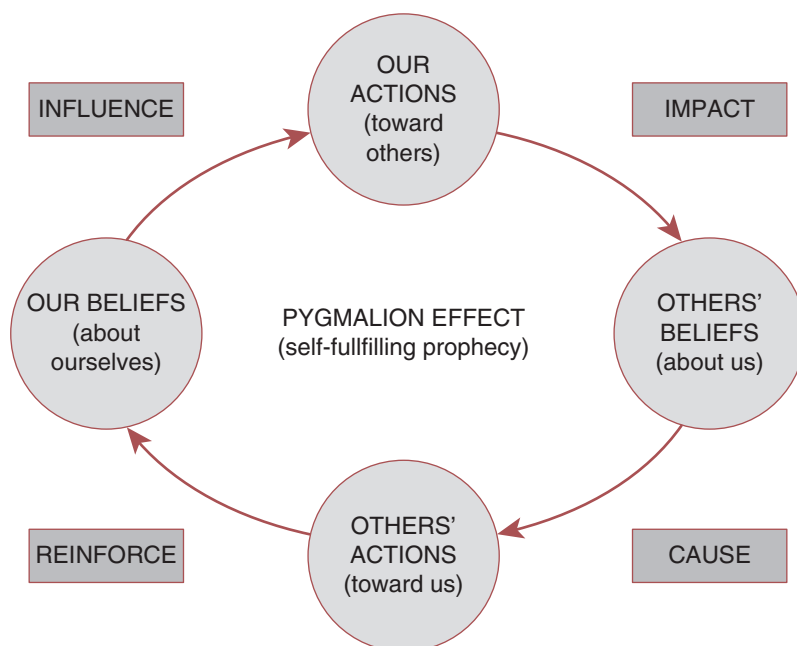 OUR
ACTIONS
(toward
others)
INFLUENCE
IMPACT
OUR BELIEFS
(about
ourselves)
PYGMALION EFFECT
(self-fullfilling prophecy)
OTHERS’
BELIEFS
(about us)
OTHERS’
ACTIONS
(toward us)
REINFORCE
CAUSE